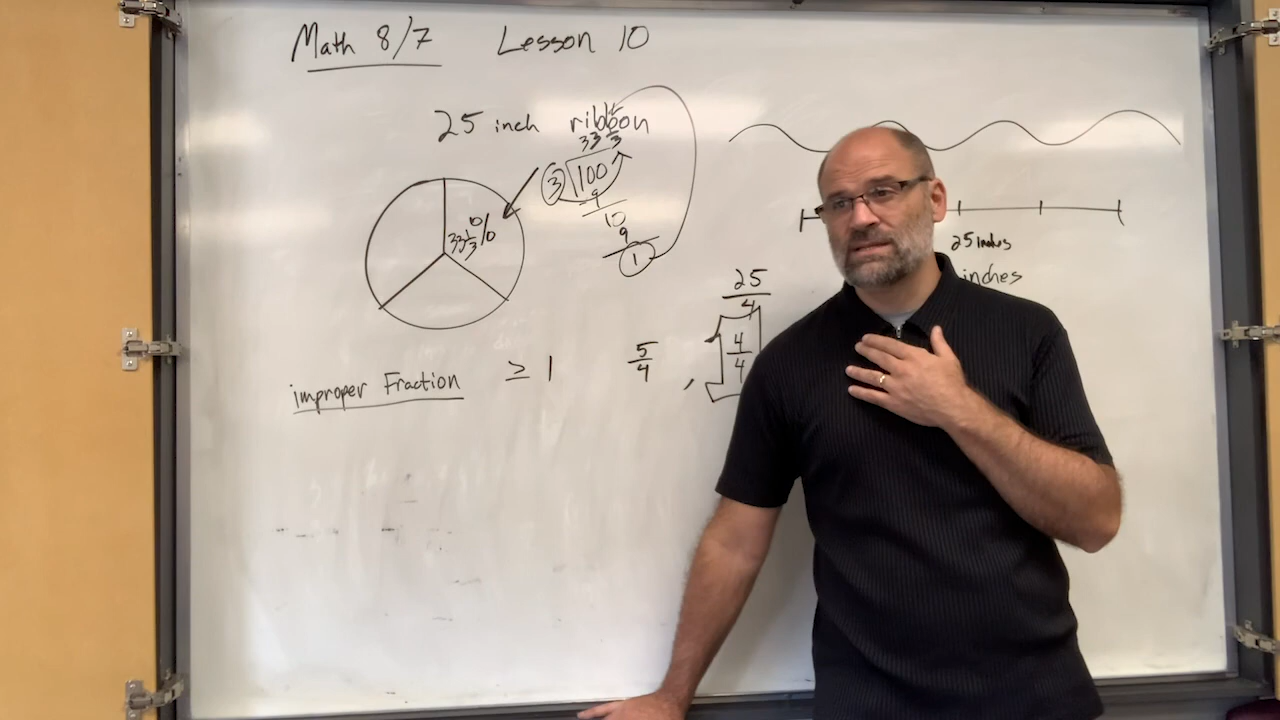 Math 8/7 Lesson 10
25 inch ribbon
33 1/3
3 100
9
10
9
1
33 1/3 %
25 inches
inches
25/4
improper Fraction ≥ 1 5/4 , 4/4